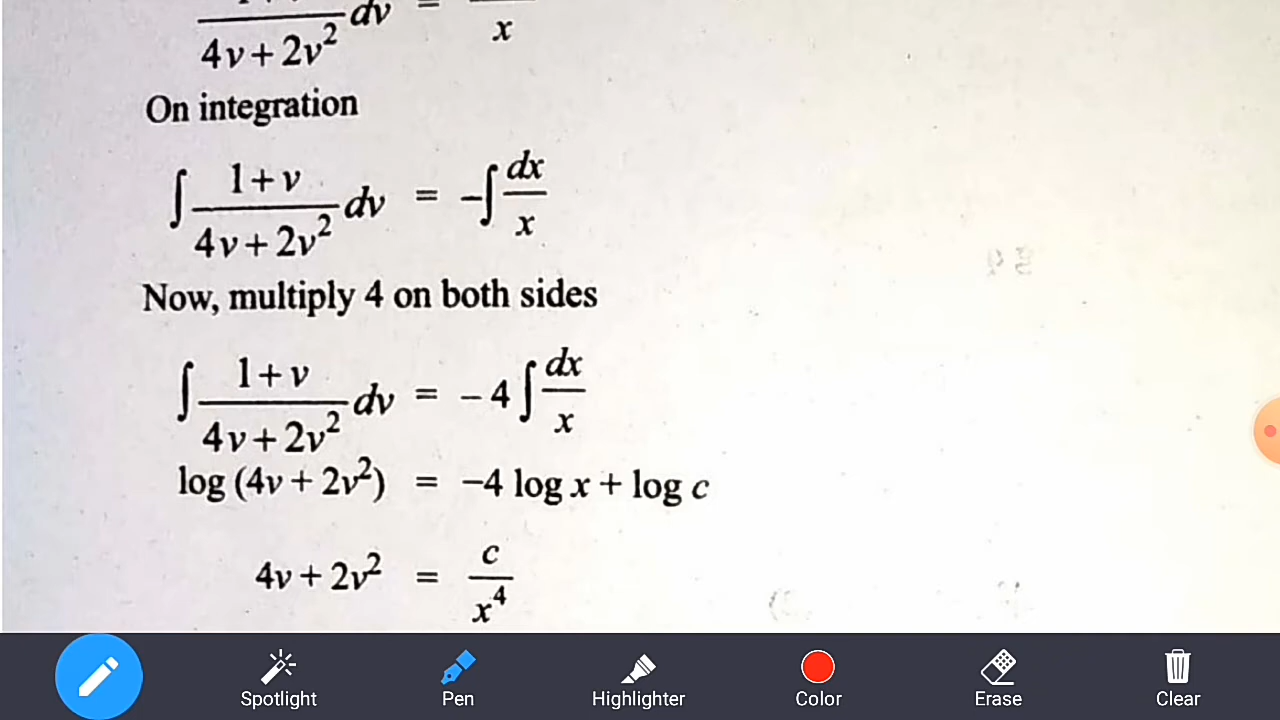 4v + 2v² dv = x
On integration
∫ 1+v / 4v + 2v² dv = −∫ dx / x
Now, multiply 4 on both sides
∫ 1+v / 4v + 2v² dv = − 4 ∫ dx / x
log (4v + 2v²) = −4 log x + log c
4v + 2v² = c / x⁴
Spotlight
Pen
Highlighter
Color
Erase
Clear